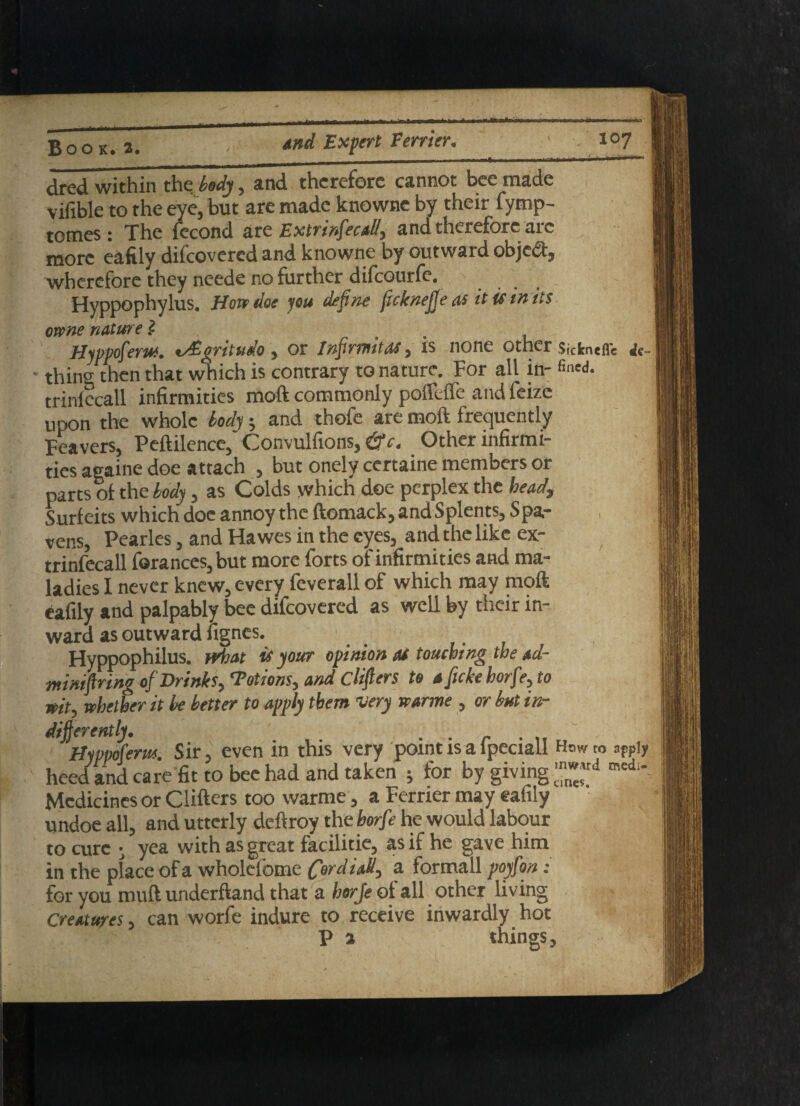 Book. 2. and Expert Ferrier. 107
dred within the body, and therefore cannot bee made
viſible to the eye, but are made knowne by their ſymp-
tomes: The ſecond are Extrinſecall, and therefore are
more eaſily diſcovered and knowne by outward object,
wherefore they neede no further diſcourſe.
Hyppophylus. How doe you define ſickneſſe as it is in its
owne nature?
Hyppoſerus. Ægritudo, or Infirmitas, is none other
Sickneſſe de-
fined.
thing then that which is contrary to nature. For all in-
trinſecall infirmities moſt commonly poſſeſſe and ſeize
upon the whole body; and thoſe are moſt frequently
Feavers, Peſtilence, Convulſions, &c. Other infirmi-
ties againe doe attach, but onely certaine members or
parts of the body, as Colds which doe perplex the head,
Surfeits which doe annoy the ſtomack, and Splents, Spa-
vens, Pearles, and Hawes in the eyes, and the like ex-
trinſecall ſorances, but more ſorts of infirmities and ma-
ladies I never knew, every ſeverall of which may moſt
eaſily and palpably bee diſcovered as well by their in-
ward as outward ſignes.
Hyppophilus. What is your opinion as touching the ad-
miniſtring of Drinks, Potions, and Cliſters to a ſicke horſe, to
wit, whether it be better to apply them very warme, or but in-
differently.
Hyppoſerus. Sir, even in this very point is a ſpeciall
How to apply
inward medi-
cines.
heed and care fit to bee had and taken; for by giving
Medicines or Cliſters too warme, a Ferrier may eaſily
undoe all, and utterly deſtroy the horſe he would labour
to cure; yea with as great facilitie, as if he gave him
in the place of a wholeſome Cordiall, a formall poyſon:
for you muſt underſtand that a horſe of all other living
Creatures, can worſe indure to receive inwardly hot
P 2 things,